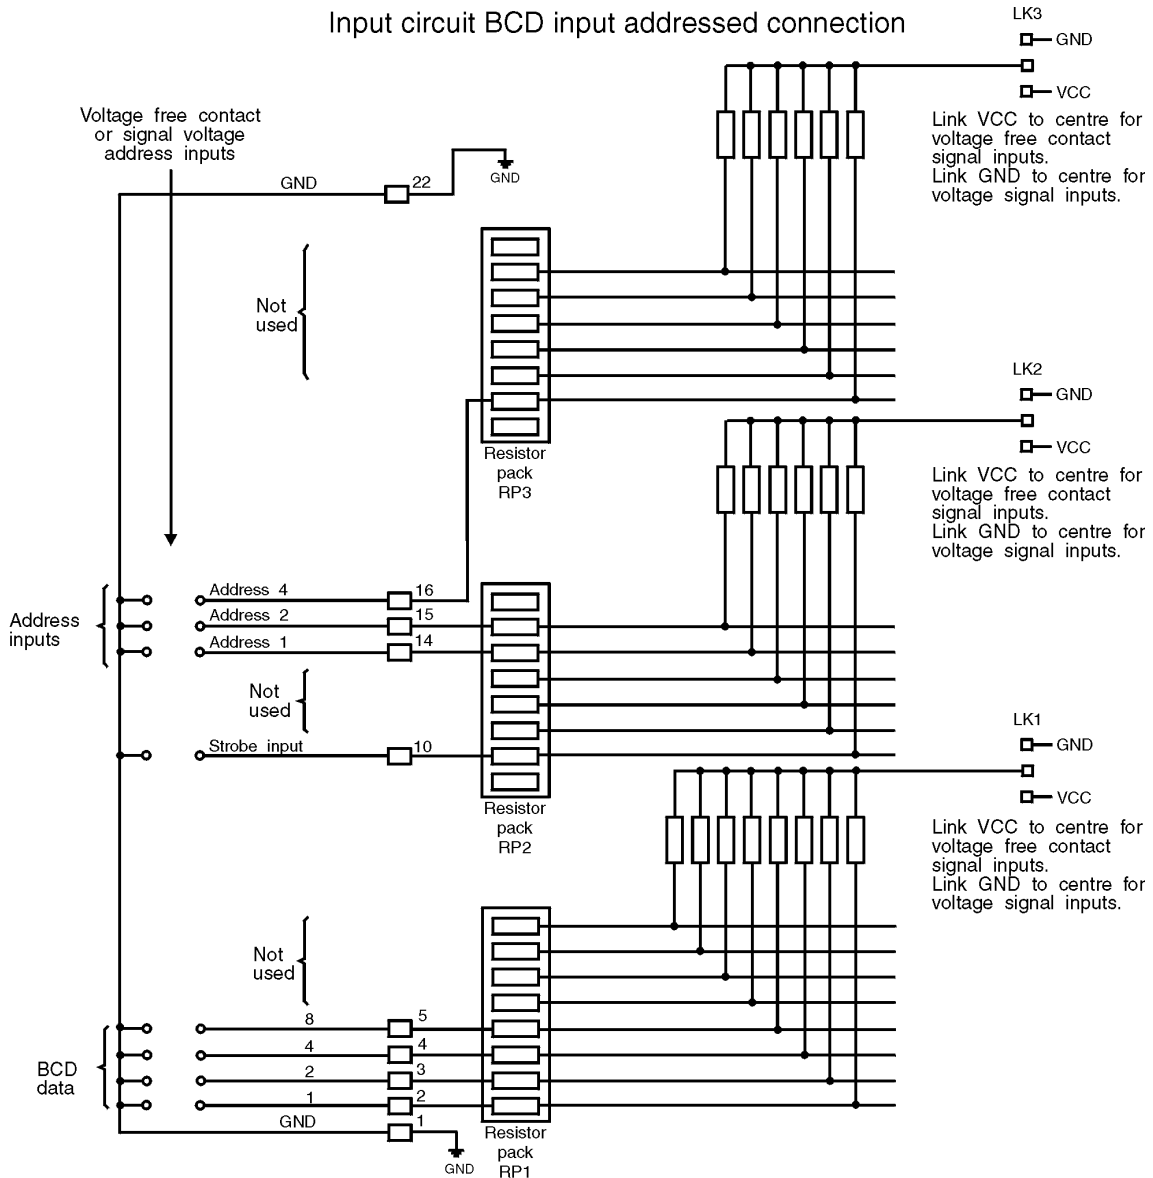 Input circuit BCD input addressed connection
LK3
GND
VCC
Link VCC to centre for
voltage free contact
signal inputs.
Link GND to centre for
voltage signal inputs.
Voltage free contact
or signal voltage
address inputs
GND
22
GND
Not
used
Resistor
pack
RP3
LK2
GND
VCC
Link VCC to centre for
voltage free contact
signal inputs.
Link GND to centre for
voltage signal inputs.
Address
inputs
Address 4
16
Address 2
15
Address 1
14
Not
used
Strobe input
10
Resistor
pack
RP2
LK1
GND
VCC
Link VCC to centre for
voltage free contact
signal inputs.
Link GND to centre for
voltage signal inputs.
Not
used
BCD
data
8
5
4
4
2
3
1
2
GND
1
GND
Resistor
pack
RP1